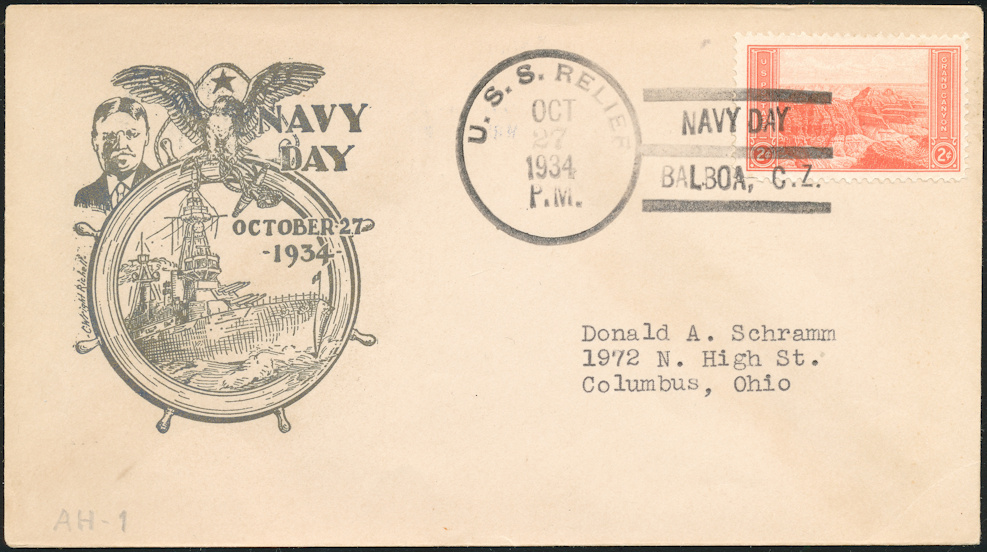 NAVY
DAY
OCTOBER 27
-1934-
U. S. S. RELIEF
OCT
27
1934
P.M.
NAVY DAY
BALBOA, C.Z.
GRAND CANYON
2¢
2¢
Donald A. Schramm
1972 N. High St.
Columbus, Ohio
AH-1